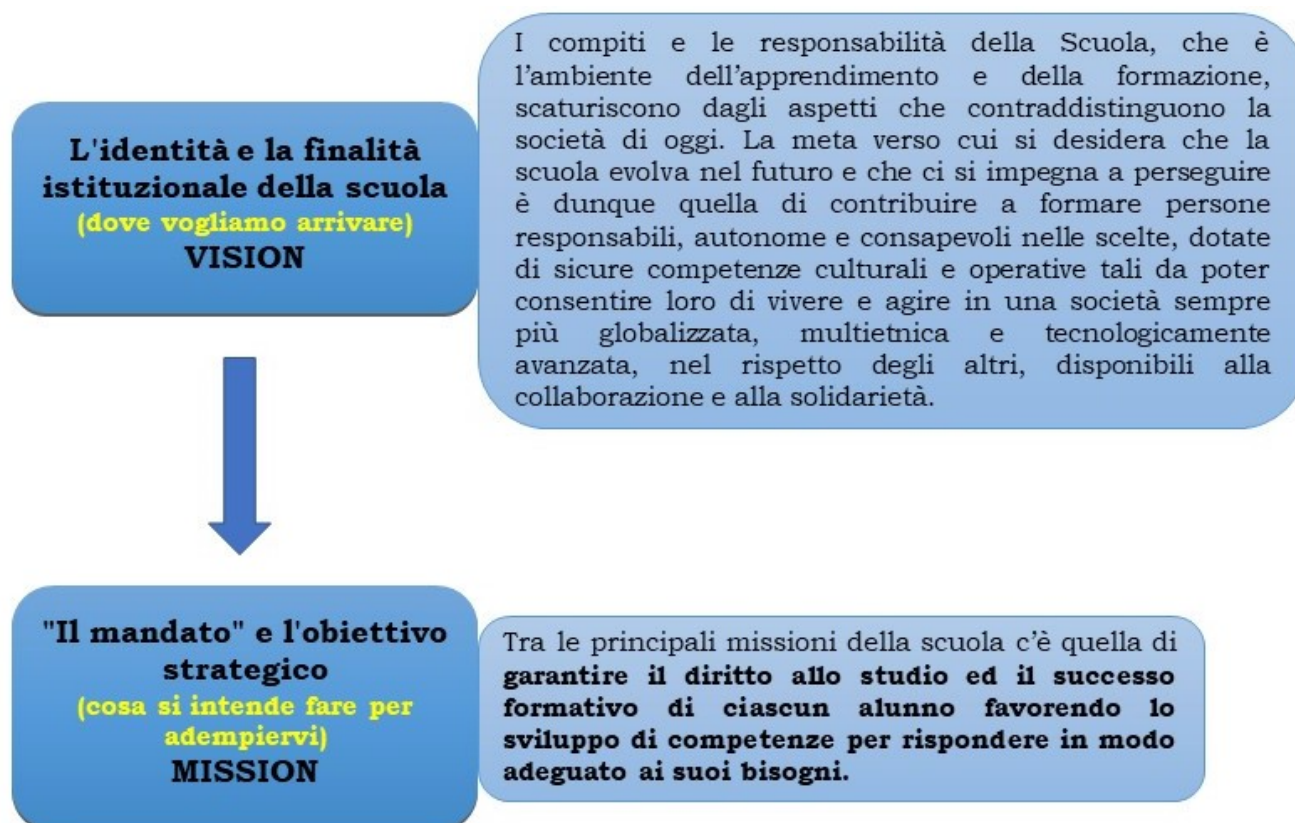 L'identità e la finalità
istituzionale della scuola
(dove vogliamo arrivare)
VISION
I compiti e le responsabilità della Scuola, che è
l’ambiente dell’apprendimento e della formazione,
scaturiscono dagli aspetti che contraddistinguono la
società di oggi. La meta verso cui si desidera che la
scuola evolva nel futuro e che ci si impegna a perseguire
è dunque quella di contribuire a formare persone
responsabili, autonome e consapevoli nelle scelte, dotate
di sicure competenze culturali e operative tali da poter
consentire loro di vivere e agire in una società sempre
più globalizzata, multietnica e tecnologicamente
avanzata, nel rispetto degli altri, disponibili alla
collaborazione e alla solidarietà.
"Il mandato" e l'obiettivo
strategico
(cosa si intende fare per
adempiervi)
MISSION
Tra le principali missioni della scuola c’è quella di
garantire il diritto allo studio ed il successo
formativo di ciascun alunno favorendo lo
sviluppo di competenze per rispondere in modo
adeguato ai suoi bisogni.